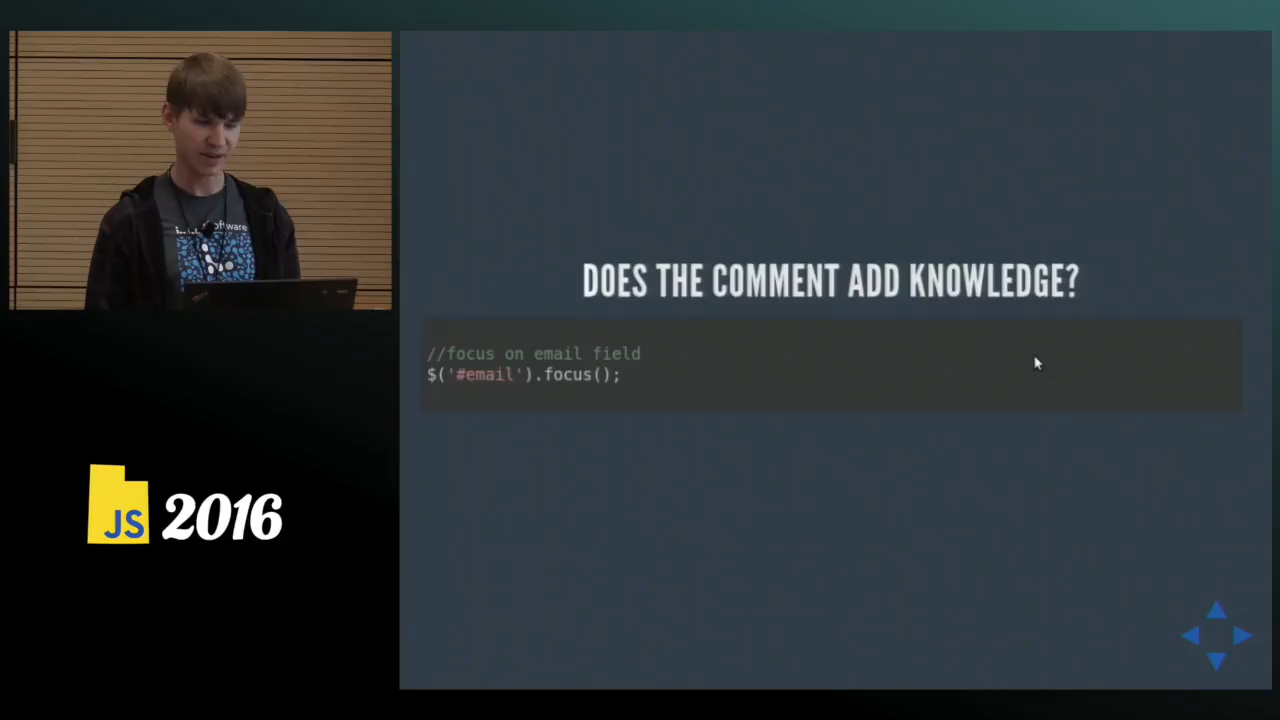 DOES THE COMMENT ADD KNOWLEDGE?
//focus on email field
$('#email').focus();
JS 2016